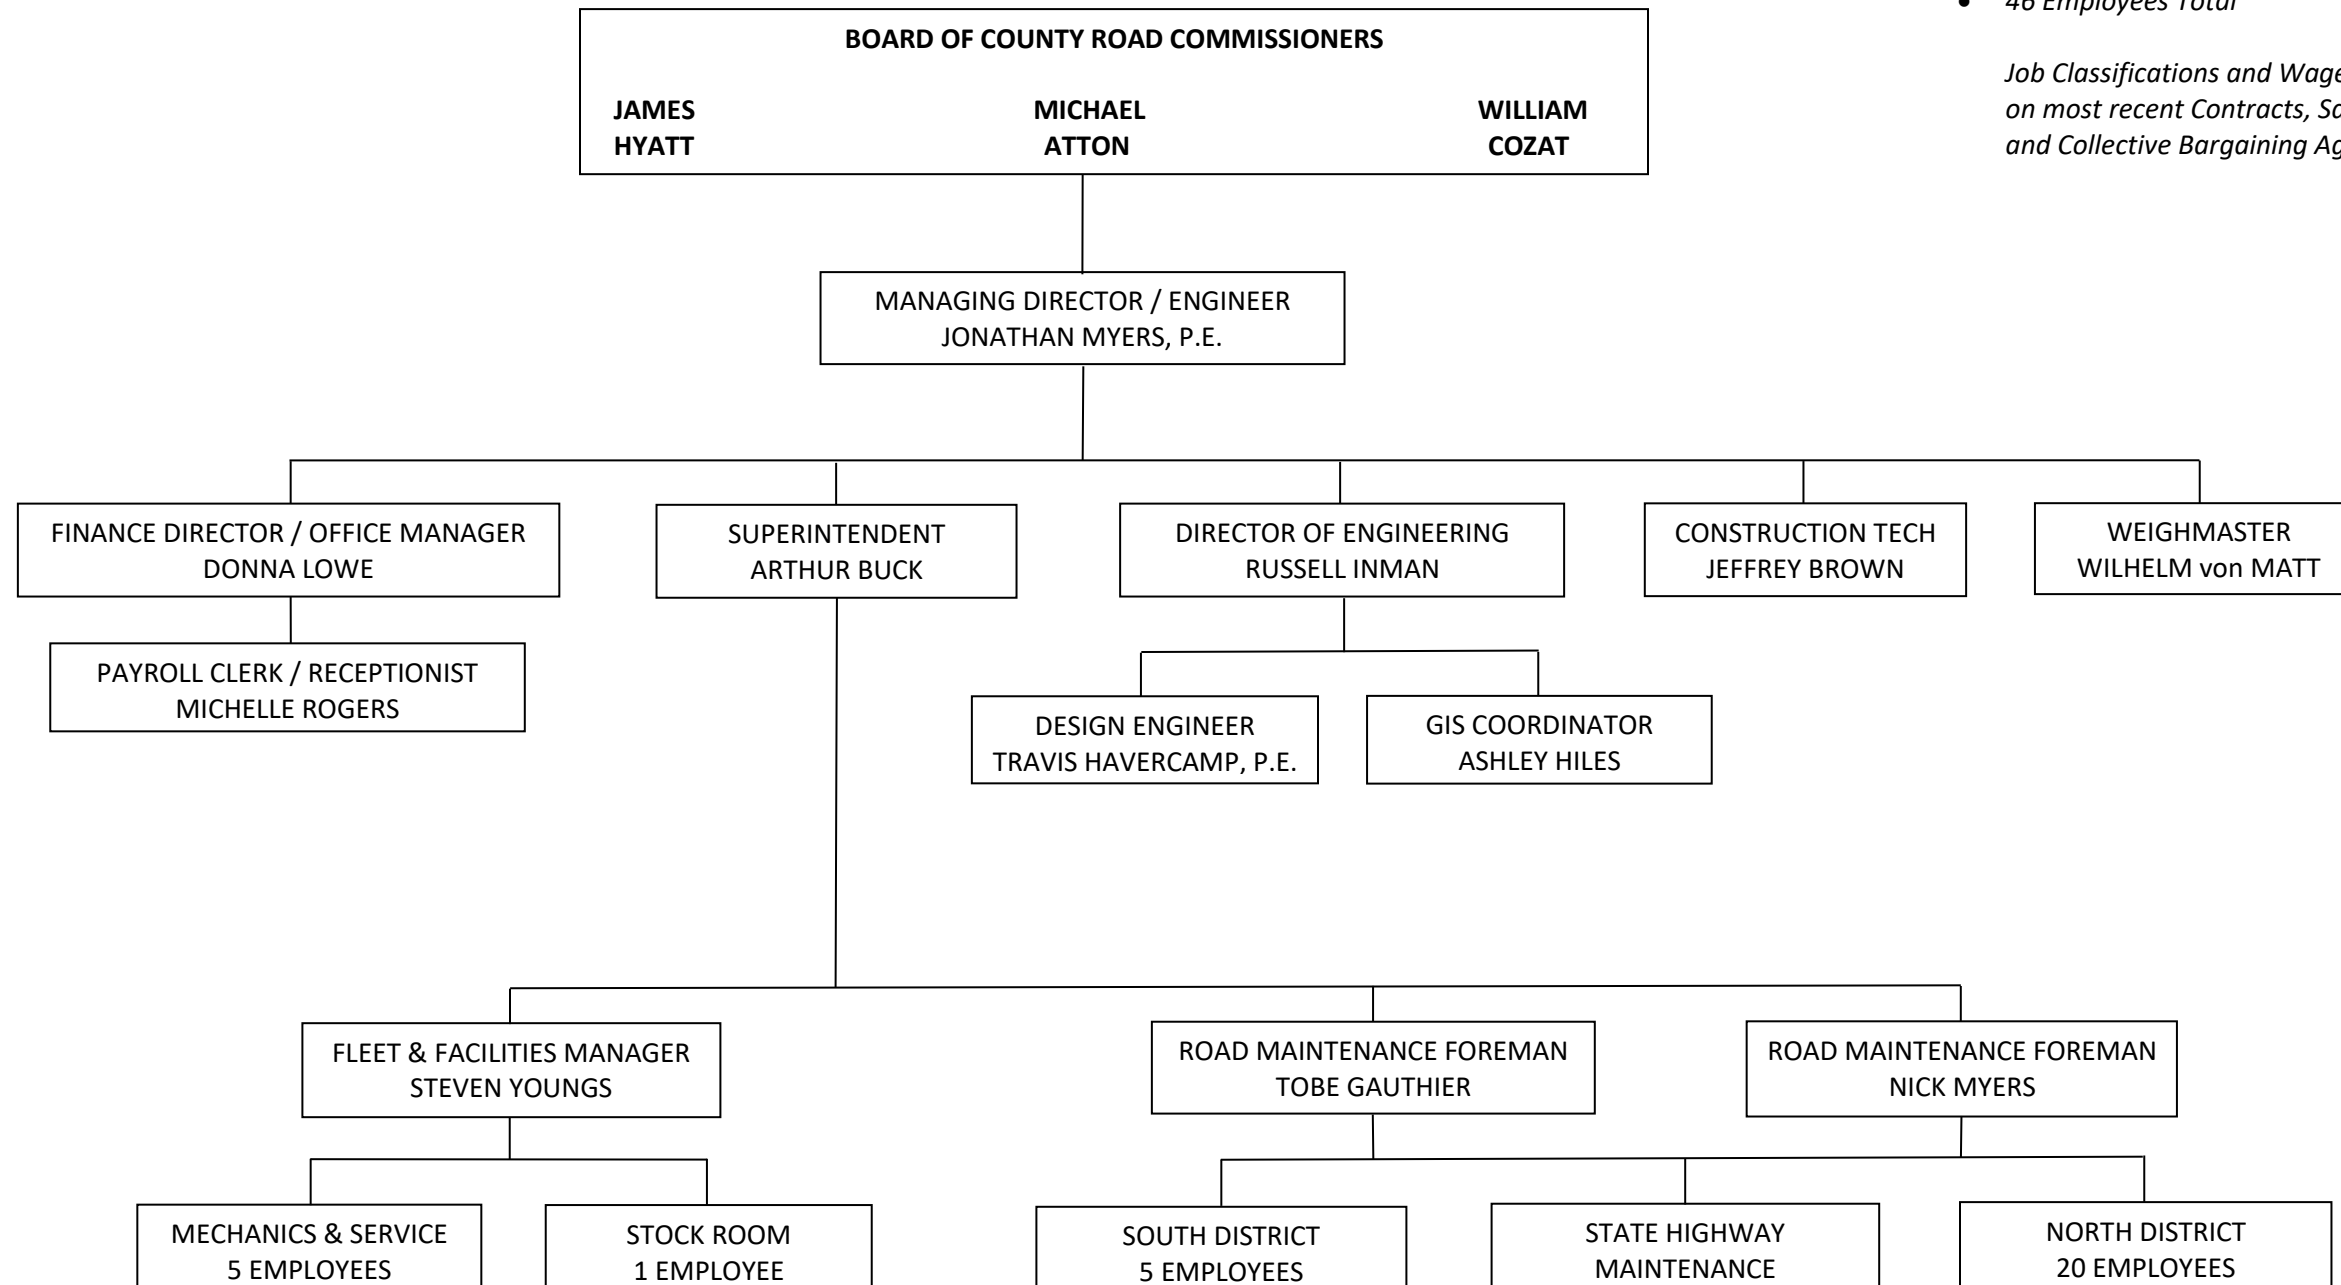 • 46 Employees Total
Job Classifications and Wage
on most recent Contracts,
and Collective Bargaining
BOARD OF COUNTY ROAD COMMISSIONERS
JAMES MICHAEL WILLIAM
HYATT ATTON COZAT
MANAGING DIRECTOR / ENGINEER
JONATHAN MYERS, P.E.
FINANCE DIRECTOR / OFFICE MANAGER
DONNA LOWE
SUPERINTENDENT
ARTHUR BUCK
DIRECTOR OF ENGINEERING
RUSSELL INMAN
CONSTRUCTION TECH
JEFFREY BROWN
WEIGHMASTER
WILHELM von MATT
PAYROLL CLERK / RECEPTIONIST
MICHELLE ROGERS
DESIGN ENGINEER
TRAVIS HAVERCAMP, P.E.
GIS COORDINATOR
ASHLEY HILES
FLEET & FACILITIES MANAGER
STEVEN YOUNGS
ROAD MAINTENANCE FOREMAN
TOBE GAUTHIER
ROAD MAINTENANCE FOREMAN
NICK MYERS
MECHANICS & SERVICE
5 EMPLOYEES
STOCK ROOM
1 EMPLOYEE
SOUTH DISTRICT
5 EMPLOYEES
STATE HIGHWAY
MAINTENANCE
NORTH DISTRICT
20 EMPLOYEES